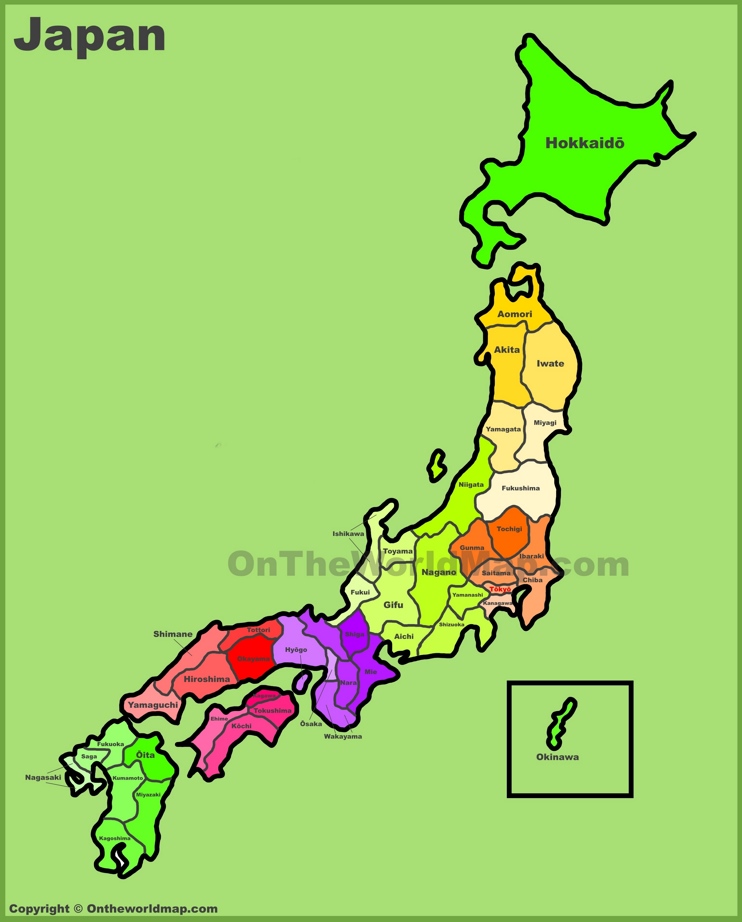 Japan
Hokkaidō
Aomori
Akita
Iwate
Yamagata
Miyagi
Niigata
Fukushima
Ishikawa
Tochigi
Toyama
Gunma
Ibaraki
OnTheWorldMap.com
Nagano
Saitama
Chiba
Fukui
Tōkyō
Yamanashi
Gifu
Kanagawa
Shizuoka
Aichi
Shimane
Tottori
Shiga
Hyōgo
Okayama
Mie
Hiroshima
Nara
Yamaguchi
Tokushima
Ehime
Kōchi
Ōsaka
Wakayama
Fukuoka
Ōita
Saga
Nagasaki
Kumamoto
Miyazaki
Kagoshima
Okinawa
Copyright © Ontheworldmap.com